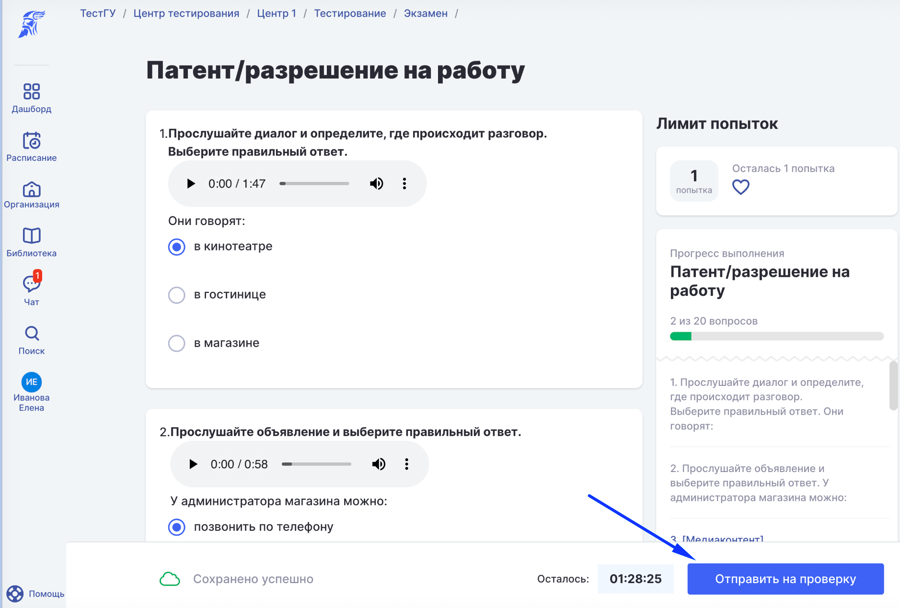 ТестГУ / Центр тестирования / Центр 1 / Тестирование / Экзамен /
Патент/разрешение на работу
Дашборд
Расписание
Организация
Библиотека
1
Чат
Поиск
ИЕ
Иванова
Елена
Помощь
1.Прослушайте диалог и определите, где происходит разговор.
Выберите правильный ответ.
0:00 / 1:47
Они говорят:
в кинотеатре
в гостинице
в магазине
2.Прослушайте объявление и выберите правильный ответ.
0:00 / 0:58
У администратора магазина можно:
позвонить по телефону
Лимит попыток
1
попытка
Осталась 1 попытка
Прогресс выполнения
Патент/разрешение на
работу
2 из 20 вопросов
1. Прослушайте диалог и определите,
где происходит разговор.
Выберите правильный ответ. Они
говорят:
2. Прослушайте объявление и
выберите правильный ответ. У
администратора магазина можно:
3. [Медиаконтент]
Сохранено успешно
Осталось: 01:28:25
Отправить на проверку